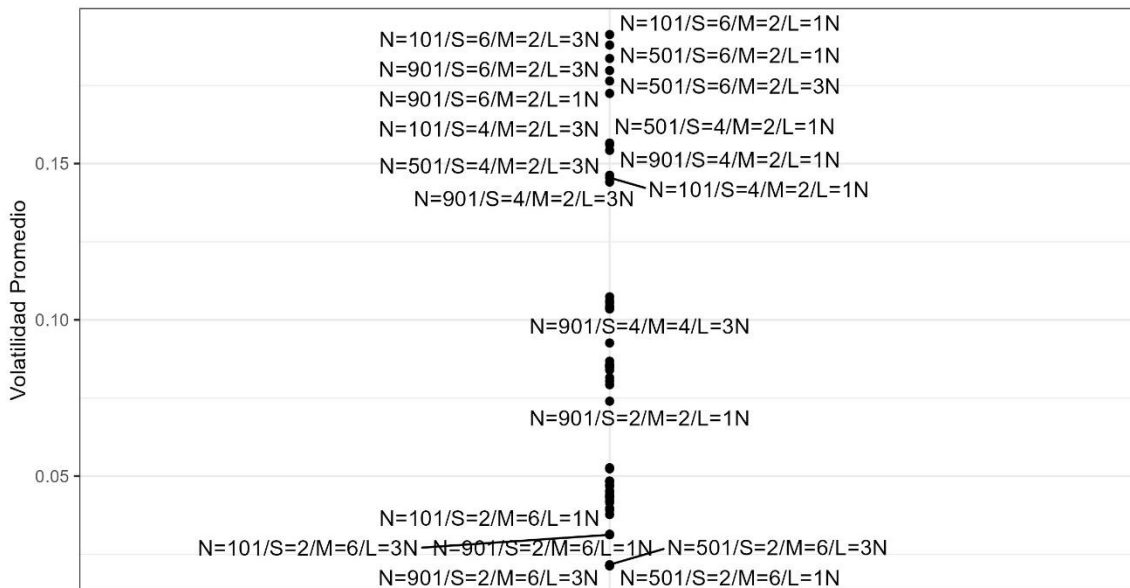 N=101/S=6/M=2/L=1N
N=101/S=6/M=2/L=3N
N=501/S=6/M=2/L=1N
N=901/S=6/M=2/L=3N
N=501/S=6/M=2/L=3N
N=901/S=6/M=2/L=1N
N=501/S=4/M=2/L=1N
N=101/S=4/M=2/L=3N
0.15
N=901/S=4/M=2/L=1N
N=501/S=4/M=2/L=3N
N=101/S=4/M=2/L=1N
N=901/S=4/M=2/L=3N
Volatilidad Promedio
0.10
N=901/S=4/M=4/L=3N
N=901/S=2/M=2/L=1N
0.05
N=101/S=2/M=6/L=1N
N=101/S=2/M=6/L=3N
N=901/S=2/M=6/L=1N
N=501/S=2/M=6/L=3N
N=901/S=2/M=6/L=3N
N=501/S=2/M=6/L=1N